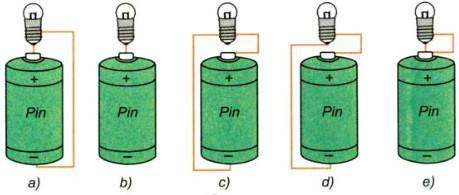 + + + + +
Pin Pin Pin Pin Pin
− − − − −
a) b) c) d) e)